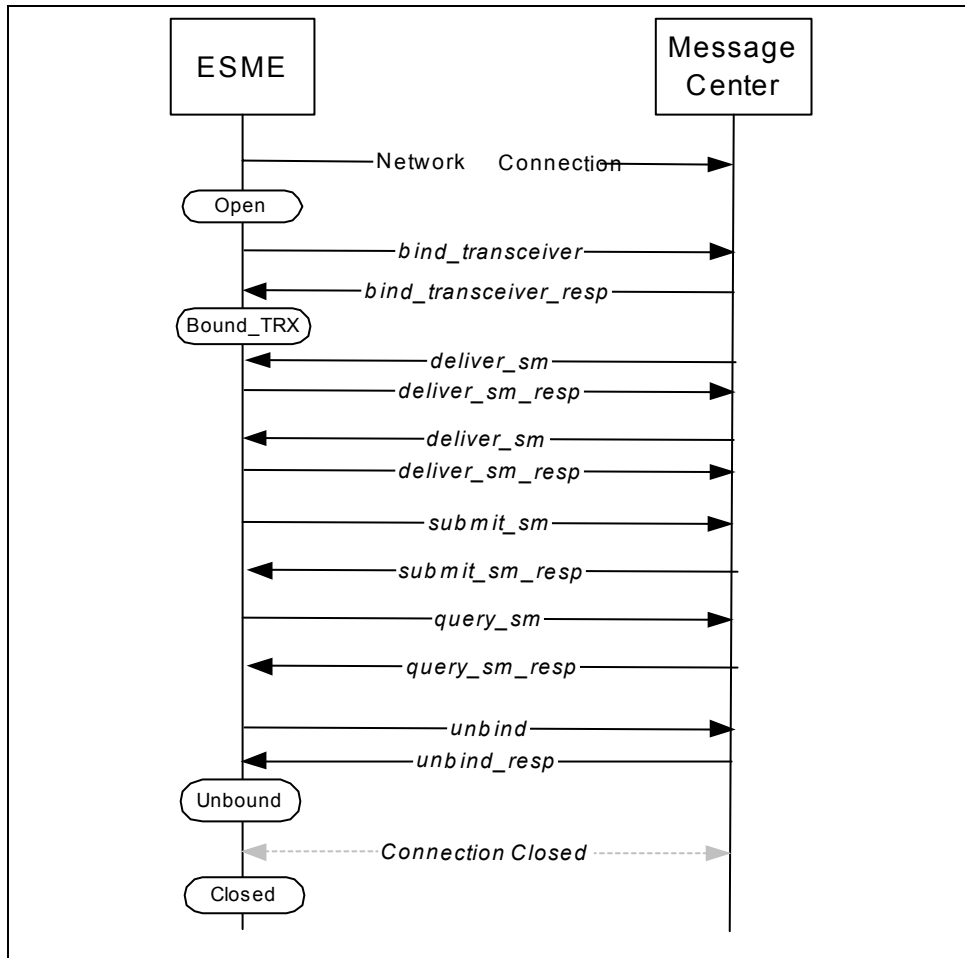 ESME
Message
Center
Network Connection
Open
bind_transceiver
bind_transceiver_resp
Bound_TRX
deliver_sm
deliver_sm_resp
deliver_sm
deliver_sm_resp
submit_sm
submit_sm_resp
query_sm
query_sm_resp
unbind
unbind_resp
Unbound
Connection Closed
Closed